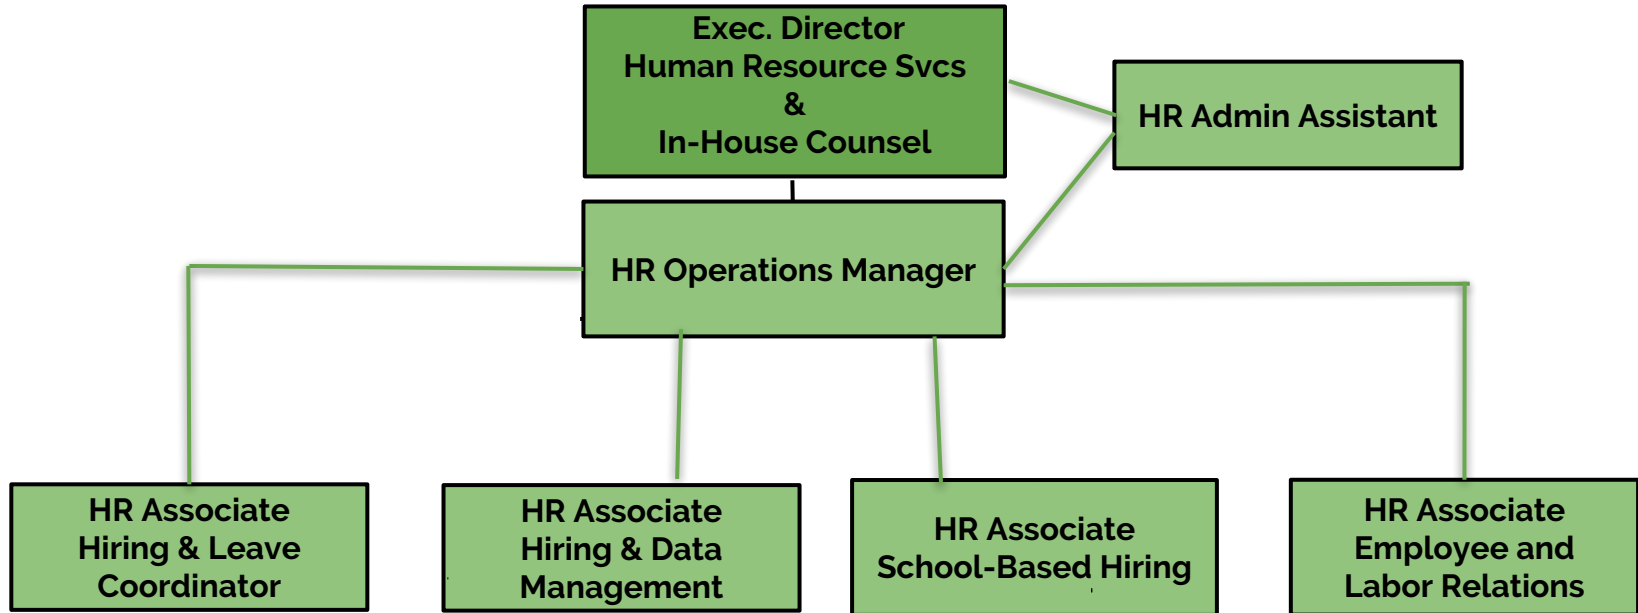 Exec. Director
Human Resource Svcs
&
In-House Counsel
HR Admin Assistant
HR Operations Manager
HR Associate
Hiring & Leave
Coordinator
HR Associate
Hiring & Data
Management
HR Associate
School-Based Hiring
HR Associate
Employee and
Labor Relations